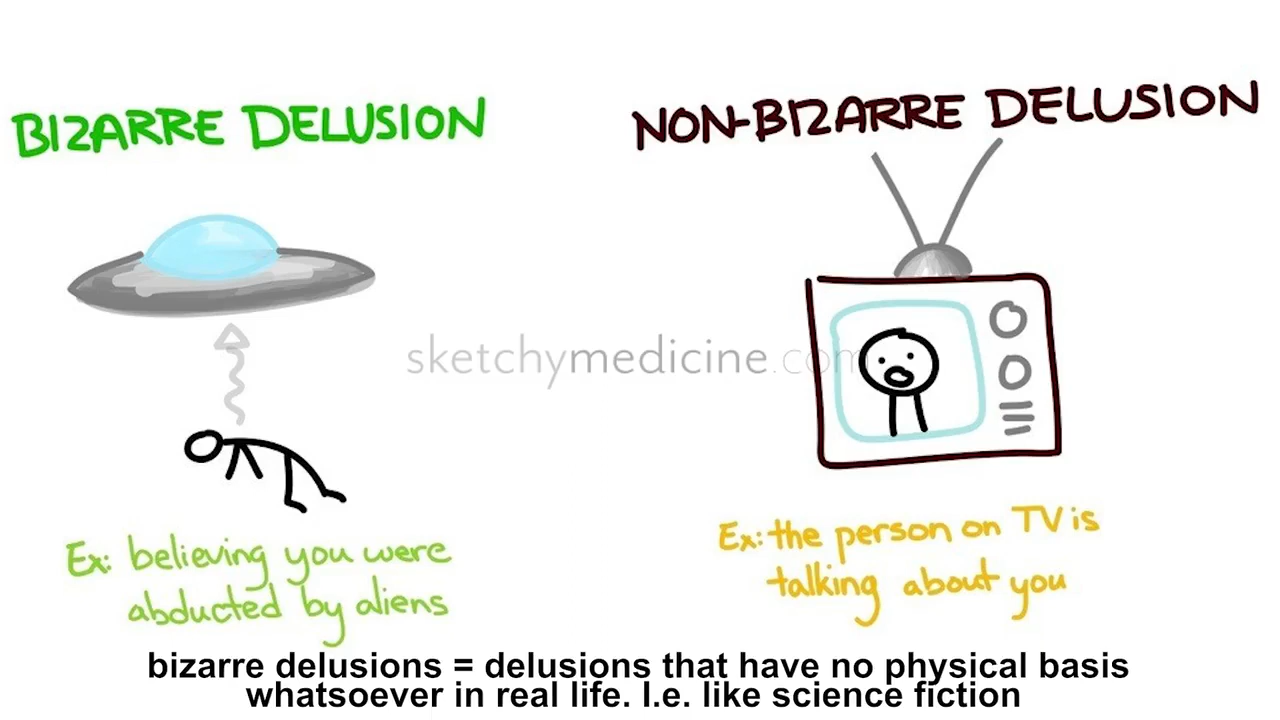 BIZARRE DELUSION
NON-BIZARRE DELUSION
sketchymedicine.com
Ex: believing you were
abducted by aliens
Ex: the person on TV is
talking about you
bizarre delusions = delusions that have no physical basis
whatsoever in real life. I.e. like science fiction